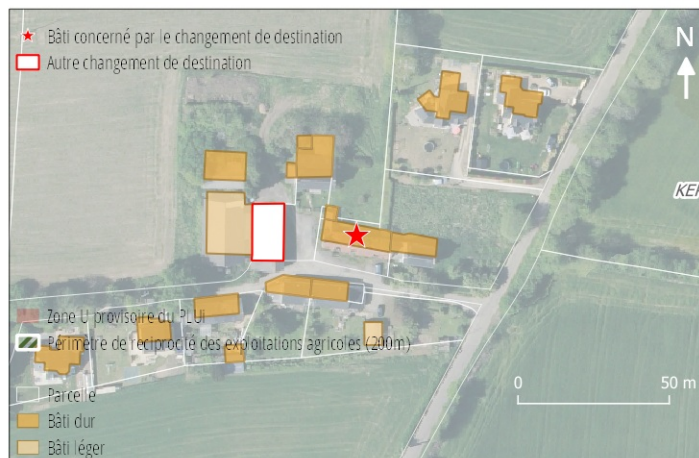 Bâti concerné par le changement de destination
Autre changement de destination
N
Zone U provisoire du PLUi
Périmètre de réciprocité des exploitations agricoles (200m)
Parcelle
Bâti dur
Bâti léger
0 50 m